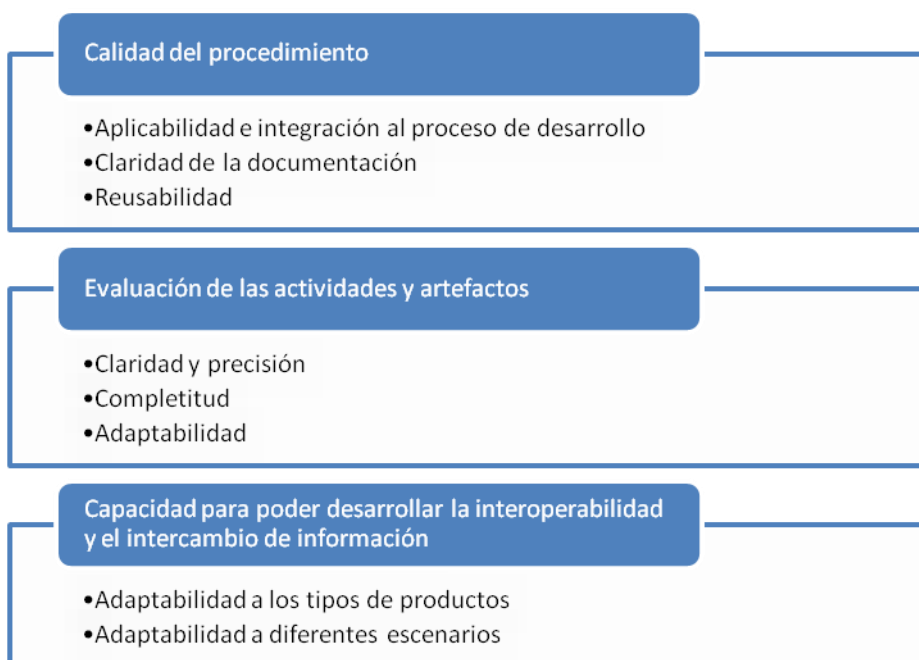 Calidad del procedimiento
•Aplicabilidad e integración al proceso de desarrollo
•Claridad de la documentación
•Reusabilidad
Evaluación de las actividades y artefactos
•Claridad y precisión
•Completitud
•Adaptabilidad
Capacidad para poder desarrollar la interoperabilidad
y el intercambio de información
•Adaptabilidad a los tipos de productos
•Adaptabilidad a diferentes escenarios